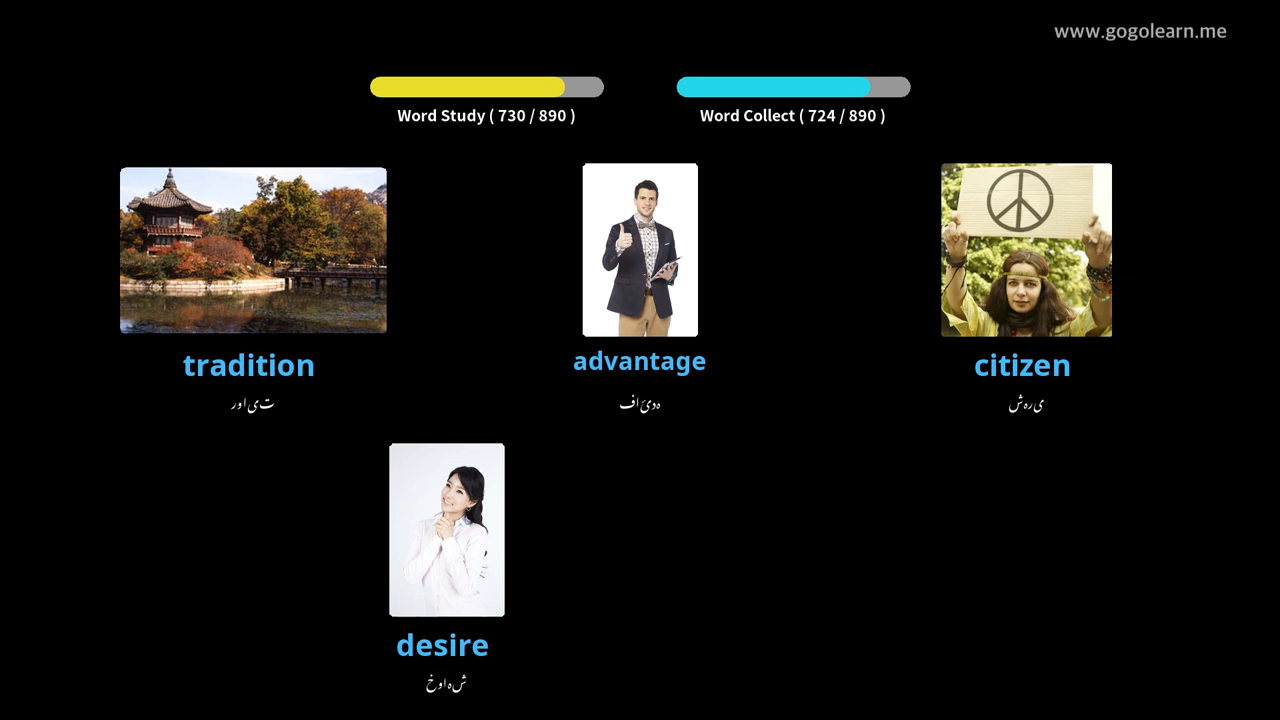 www.gogolearn.me
Word Study ( 730 / 890 )
Word Collect ( 724 / 890 )
tradition
روایت
advantage
فائدہ
citizen
شہری
desire
خواہش